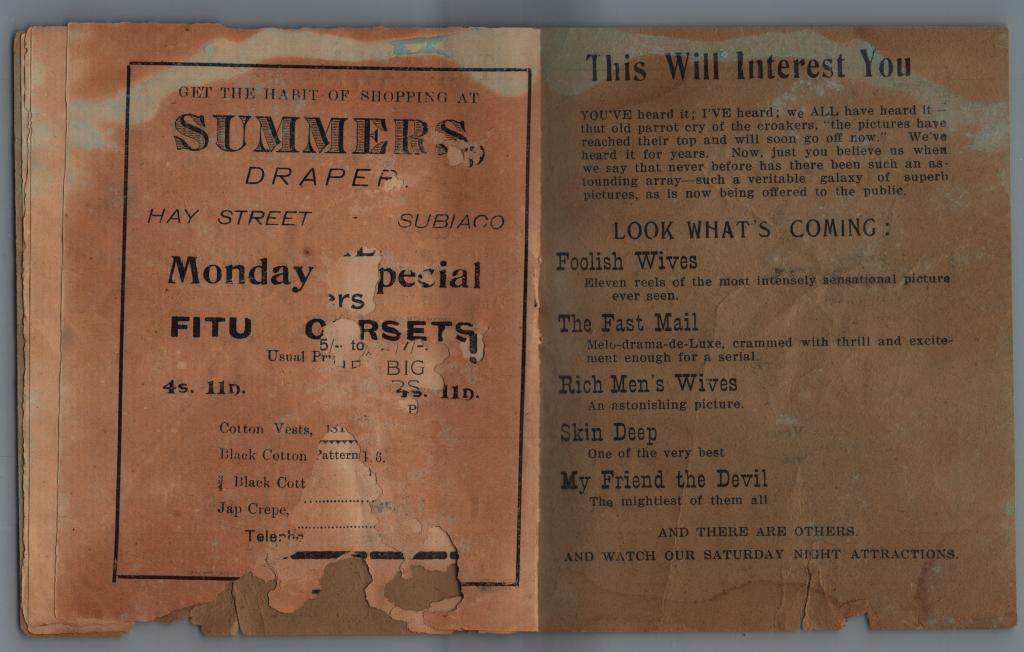 GET THE HABIT OF SHOPPING AT
SUMMERS,
DRAPER.
HAY STREET - SUBIACO
Monday pecial
ers
FITU C RSETS!
5/- to 7/-
Usual
BIG
4s. 11D. 4s. 11D.
Cotton Vests,
Black Cotton Pattern
¾ Black Cott
Jap Crepe,
This Will Interest You
YOU'VE heard it; I'VE heard; we ALL have heard it—
that old parrot cry of the croakers, "the pictures have
reached their top and will soon go off now." We've
heard it for years. Now, just you believe us when
we say that never before has there been such an as-
tounding array—such a veritable galaxy of superb
pictures, as is now being offered to the public.
LOOK WHAT'S COMING:
Foolish Wives
Eleven reels of the most intensely sensational picture
ever seen.
The Fast Mail
Melo-drama-de-Luxe, crammed with thrill and excite-
ment enough for a serial.
Rich Men's Wives
An astonishing picture.
Skin Deep
One of the very best
My Friend the Devil
The mightiest of them all
AND THERE ARE OTHERS.
AND WATCH OUR SATURDAY NIGHT ATTRACTIONS.